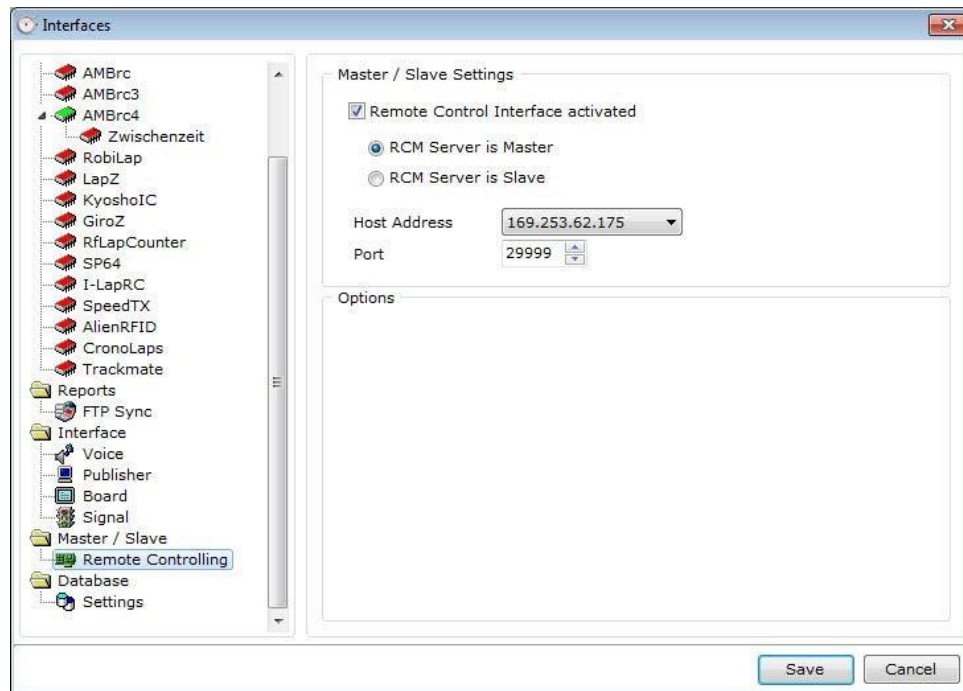 Interfaces
AMBrc
AMBrc3
AMBrc4
Zwischenzeit
RobiLap
LapZ
KyoshoIC
GiroZ
RfLapCounter
SP64
I-LapRC
SpeedTX
AlienRFID
CronoLaps
Trackmate
Reports
FTP Sync
Interface
Voice
Publisher
Board
Signal
Master / Slave
Remote Controlling
Database
Settings
Master / Slave Settings
Remote Control Interface activated
RCM Server is Master
RCM Server is Slave
Host Address 169.253.62.175
Port 29999
Options
Save Cancel